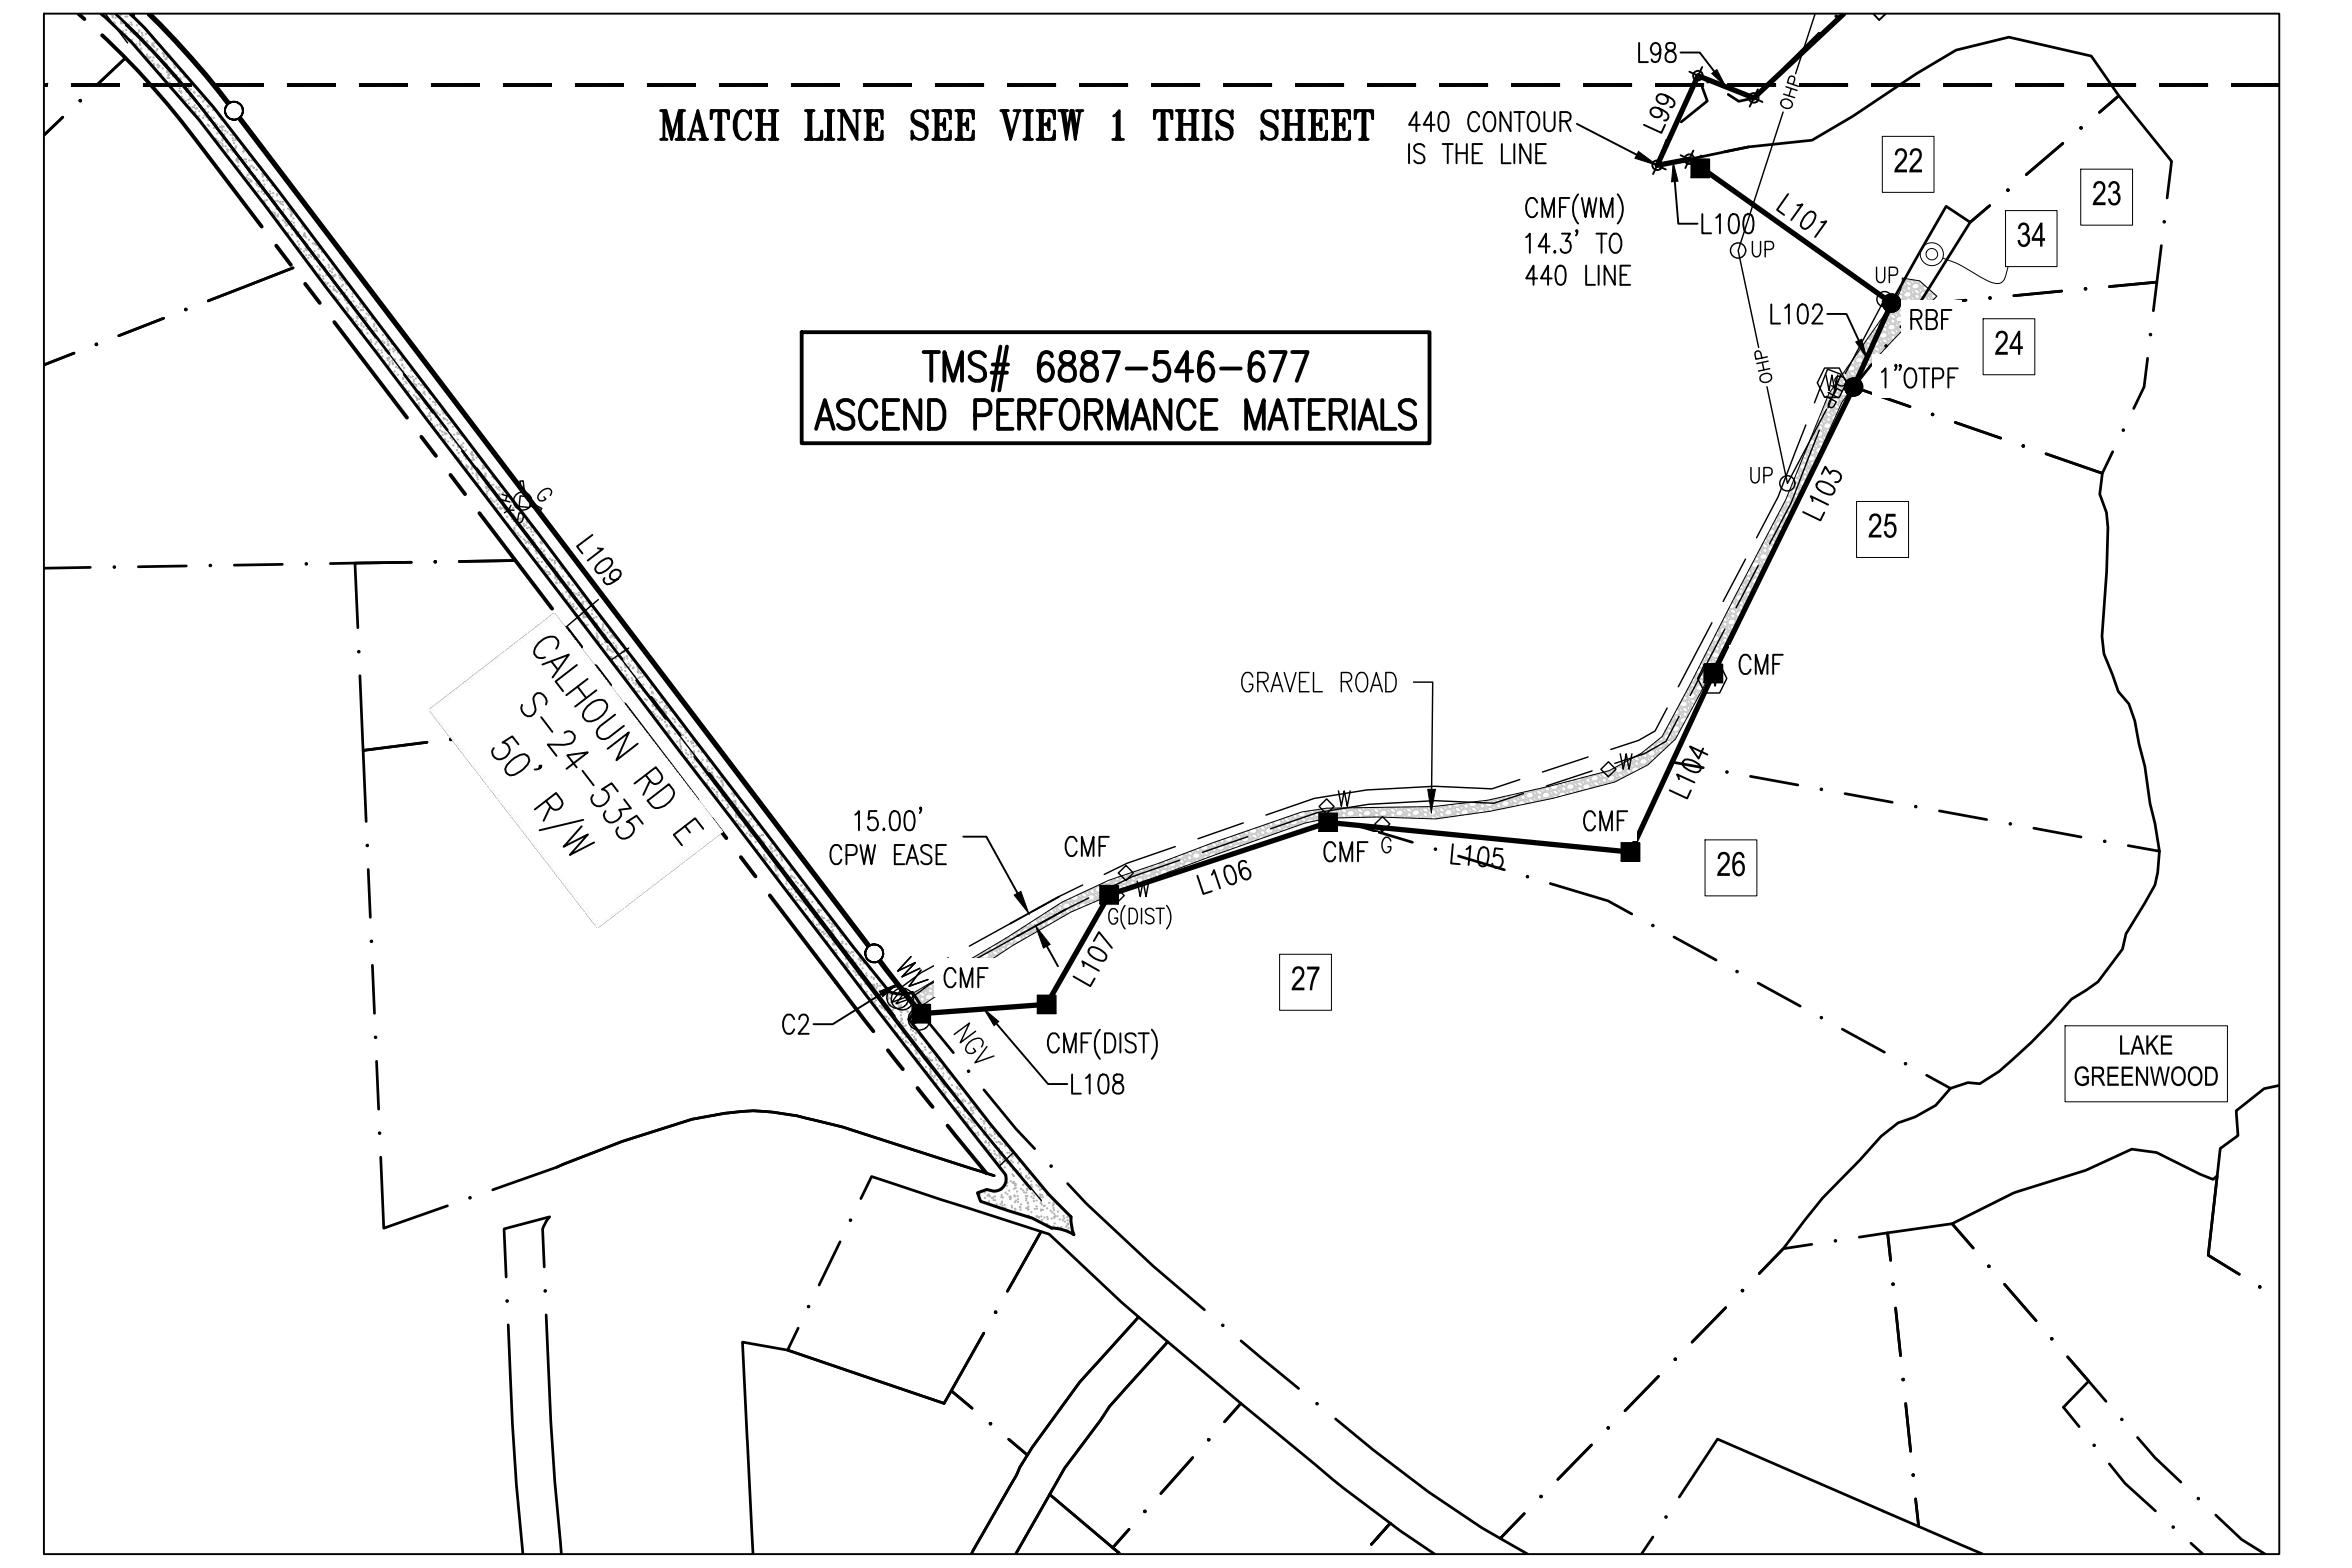 L98
OHP
MATCH LINE SEE VIEW 1 THIS SHEET
L99
440 CONTOUR
IS THE LINE
22
23
CMF(WM)
14.3' TO
440 LINE
L100
L101
UP
34
UP
L102
RBF
24
TMS# 6887-546-677
ASCEND PERFORMANCE MATERIALS
OHP
W
1"OTPF
UP
L103
G
25
L109
CALHOUN RD E
S-24-535
50' R/W
GRAVEL ROAD
CMF
W
L104
W
15.00'
CPW EASE
CMF
CMF
CMF
G
L105
26
L106
W
G(DIST)
L107
27
W
CMF
C2
NGV
CMF(DIST)
L108
LAKE
GREENWOOD